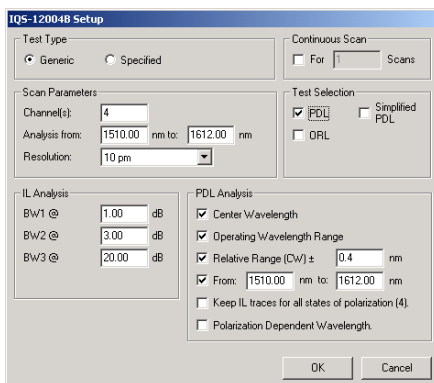 IQS-12004B Setup
Test Type
Generic
Specified
Continuous Scan
For 1 Scans
Scan Parameters
Channel(s): 4
Analysis from: 1510.00 nm to: 1612.00 nm
Resolution: 10 pm
Test Selection
PDL
Simplified PDL
ORL
IL Analysis
BW1 @ 1.00 dB
BW2 @ 3.00 dB
BW3 @ 20.00 dB
PDL Analysis
Center Wavelength
Operating Wavelength Range
Relative Range (CW) ± 0.4 nm
From: 1510.00 nm to: 1612.00 nm
Keep IL traces for all states of polarization (4).
Polarization Dependent Wavelength.
OK
Cancel